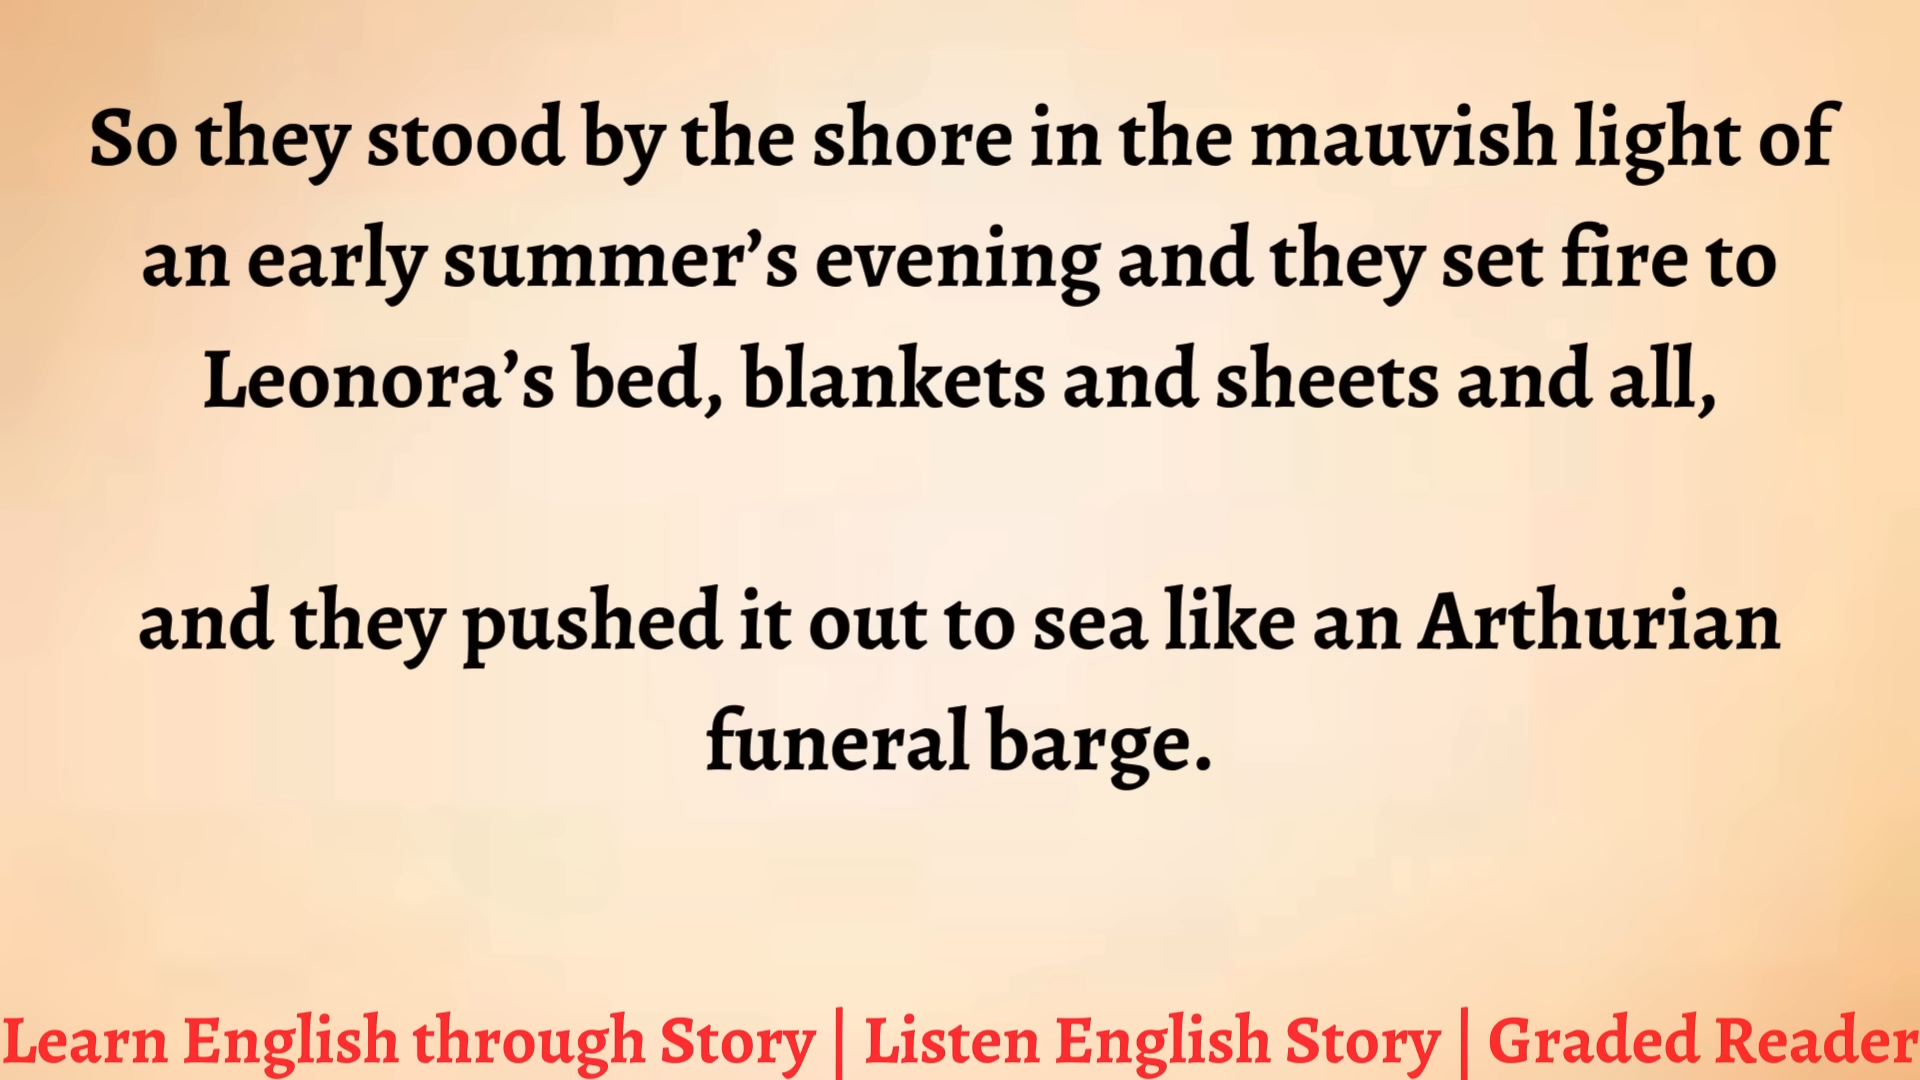 So they stood by the shore in the mauvish light of
an early summer’s evening and they set fire to
Leonora’s bed, blankets and sheets and all,
and they pushed it out to sea like an Arthurian
funeral barge.
Learn English through Story | Listen English Story | Graded Reader